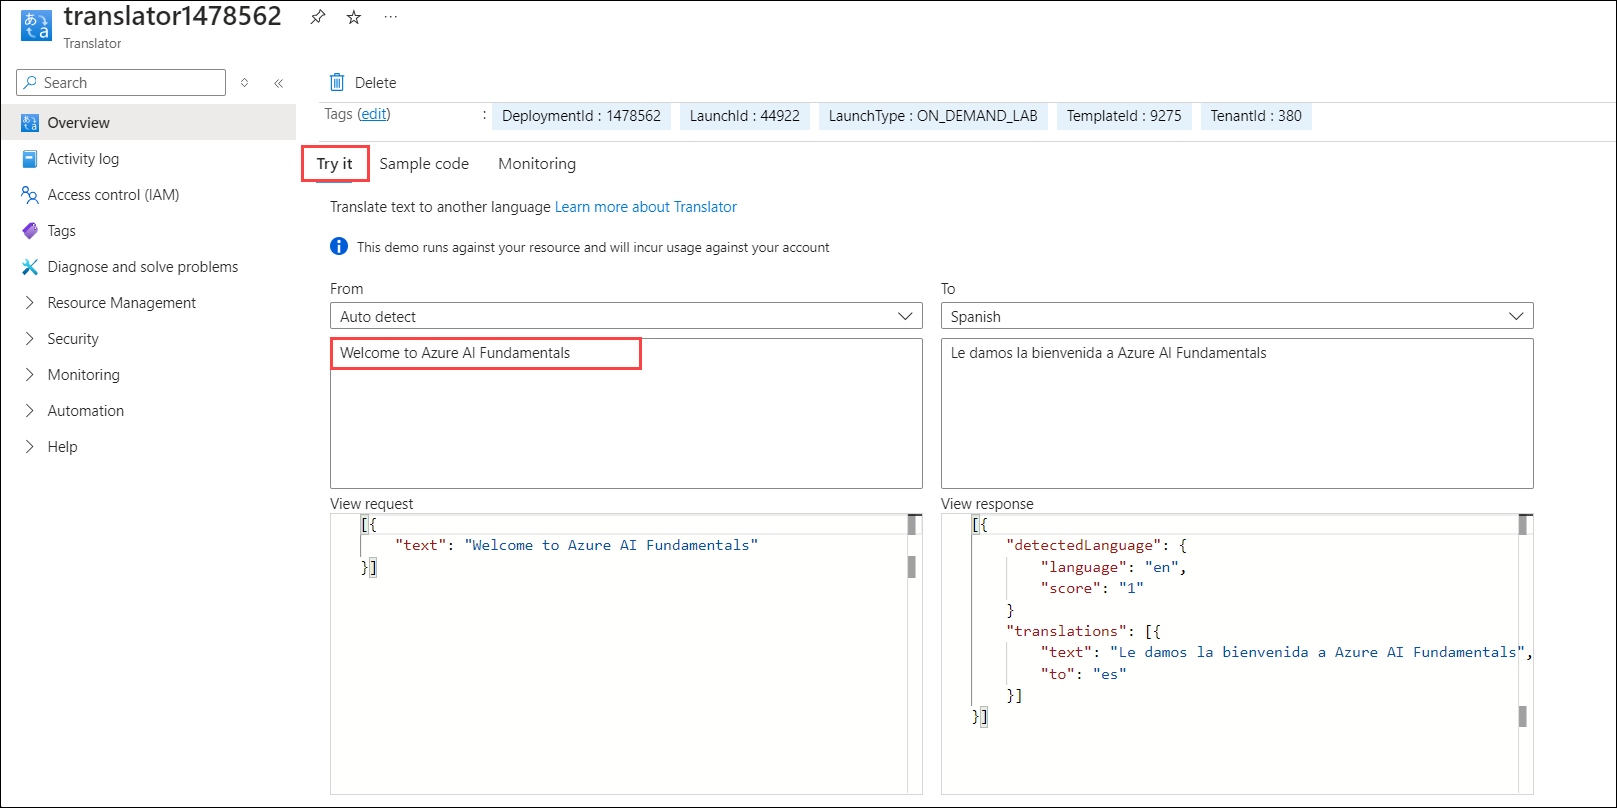 translator1478562
Translator
Search
Delete
Tags (edit) : DeploymentId : 1478562 LaunchId : 44922 LaunchType : ON_DEMAND_LAB TemplateId : 9275 TenantId : 380
Overview
Activity log
Access control (IAM)
Tags
Diagnose and solve problems
Resource Management
Security
Monitoring
Automation
Help
Try it Sample code Monitoring
Translate text to another language Learn more about Translator
This demo runs against your resource and will incur usage against your account
From
Auto detect
Welcome to Azure AI Fundamentals
To
Spanish
Le damos la bienvenida a Azure AI Fundamentals
View request
[{
"text": "Welcome to Azure AI Fundamentals"
}]
View response
[{
"detectedLanguage": {
"language": "en",
"score": "1"
}
"translations": [{
"text": "Le damos la bienvenida a Azure AI Fundamentals",
"to": "es"
}]
}]